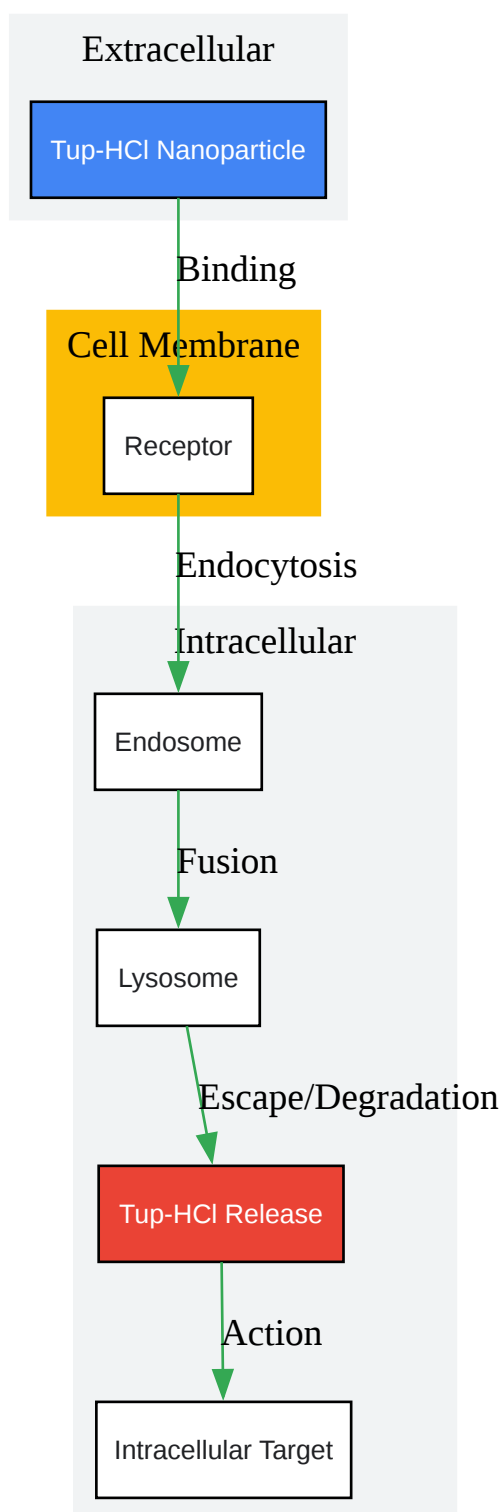 Extracellular
Tup-HCl Nanoparticle
Binding
Cell Membrane
Receptor
Endocytosis
Intracellular
Endosome
Fusion
Lysosome
Escape/Degradation
Tup-HCl Release
Action
Intracellular Target